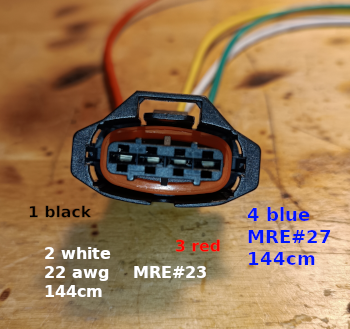 1 black
3 red
4 blue
MRE#27
144cm
2 white
22 awg MRE#23
144cm